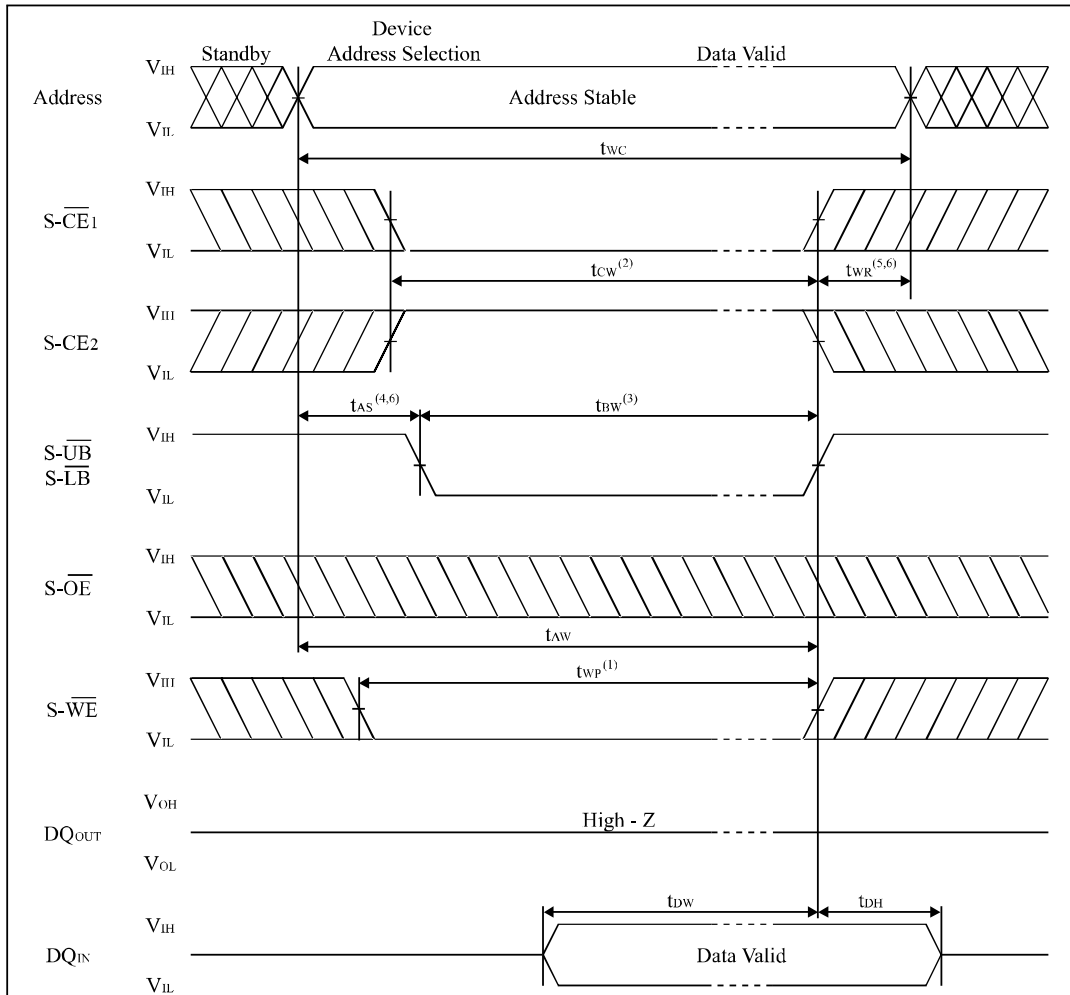 Device
Standby Address Selection Data Valid
VIH
Address Address Stable
VIL
tWC
VIH
S-CE1
VIL
tCW(2) tWR(5,6)
VIH
S-CE2
VIL
tAS(4,6) tBW(3)
VIH
S-UB
S-LB
VIL
VIH
S-OE
VIL
tAW
tWP(1)
VIH
S-WE
VIL
VOH
High - Z
DQOUT
VOL
tDW tDH
VIH
DQIN Data Valid
VIL